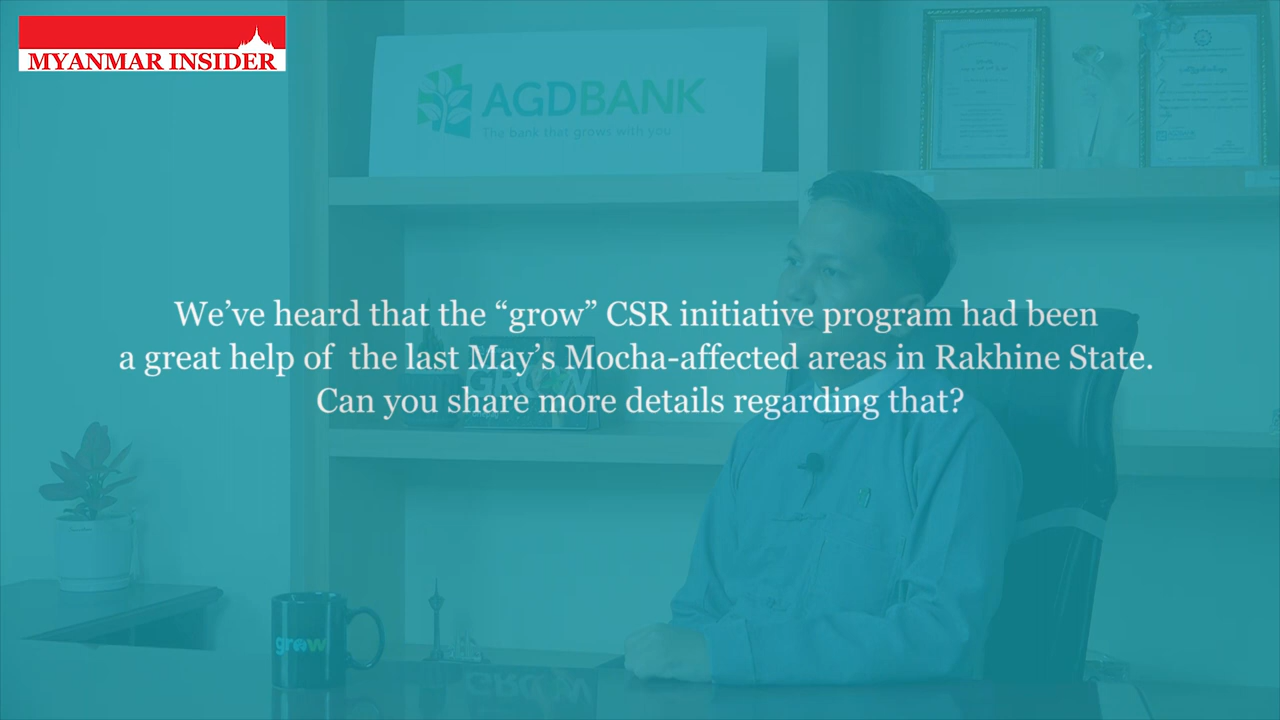 MYANMAR INSIDER
AGDBANK
The bank that grows with you
We’ve heard that the “grow” CSR initiative program had been
a great help of the last May’s Mocha-affected areas in Rakhine State.
Can you share more details regarding that?
GROW
grow